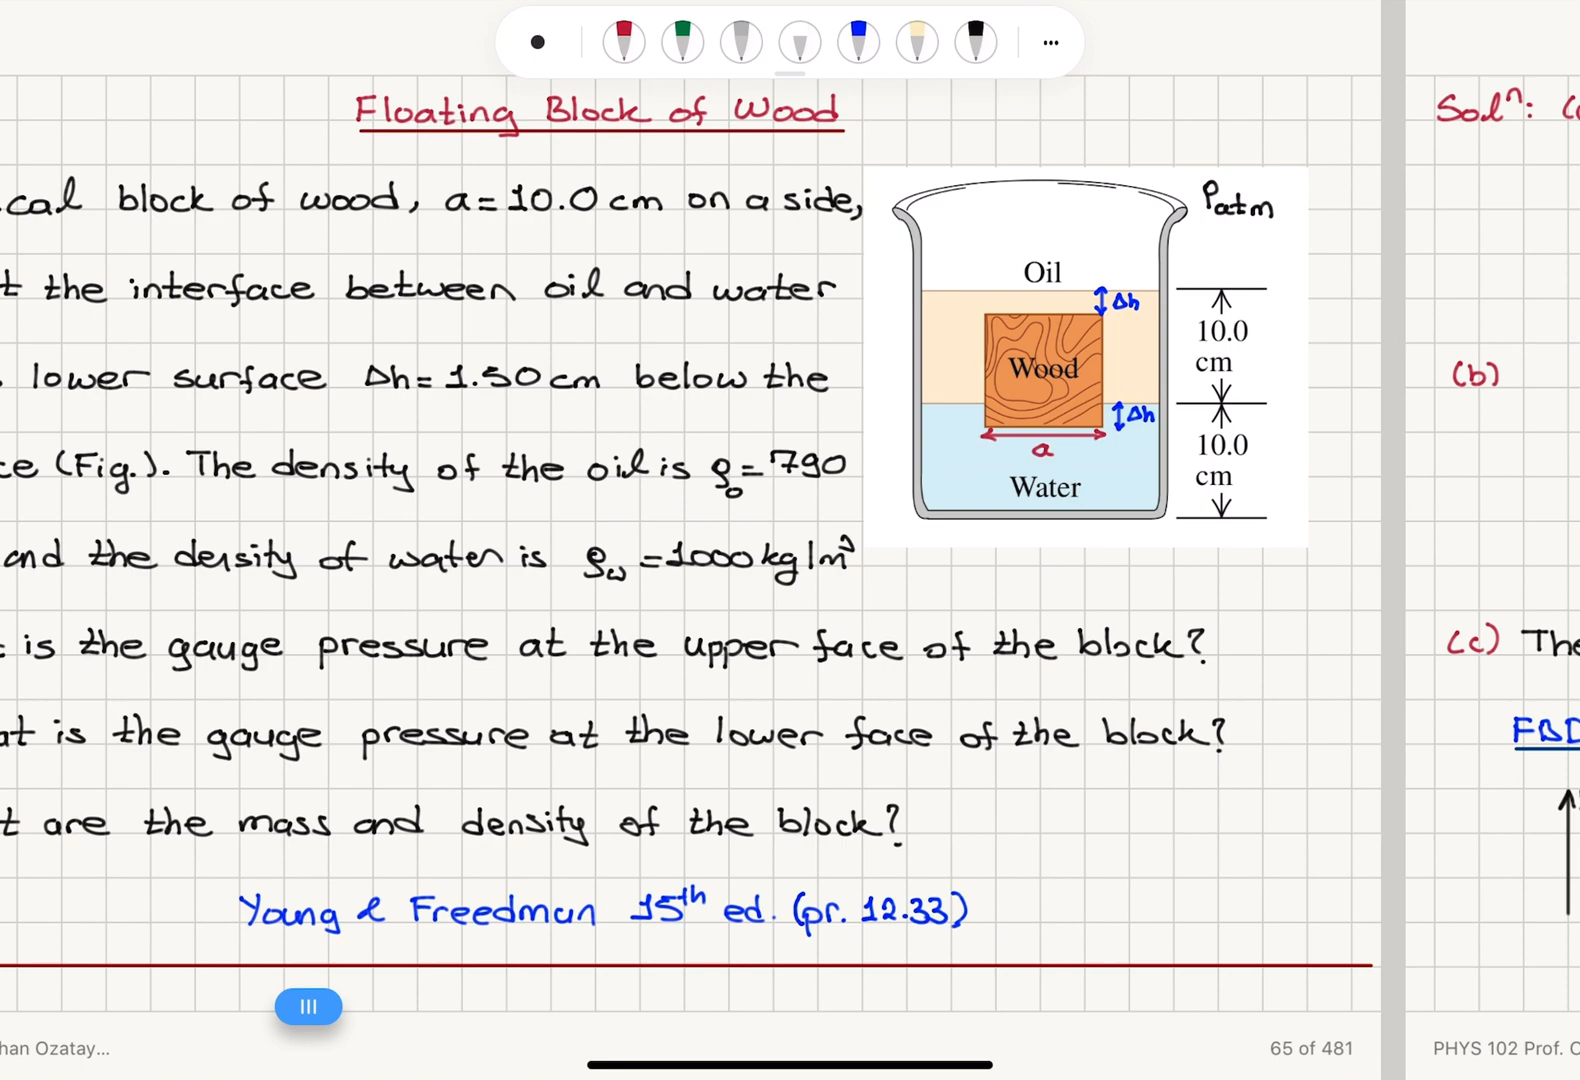 Floating Block of Wood
cal block of wood, a = 10.0 cm on a side,
t the interface between oil and water
lower surface Δh = 1.50 cm below the
ce (Fig.). The density of the oil is ρo = 790
and the density of water is ρω = 1000 kg/m³
is the gauge pressure at the upper face of the block?
at is the gauge pressure at the lower face of the block?
t are the mass and density of the block?
Young & Freedman 15th ed. (pr. 12.33)
Patm
Oil
Δh
10.0
cm
Wood
Δh
a
10.0
cm
Water
han Ozatay...
65 of 481
Solⁿ: (
(b)
(c) The
FBD
PHYS 102 Prof. O